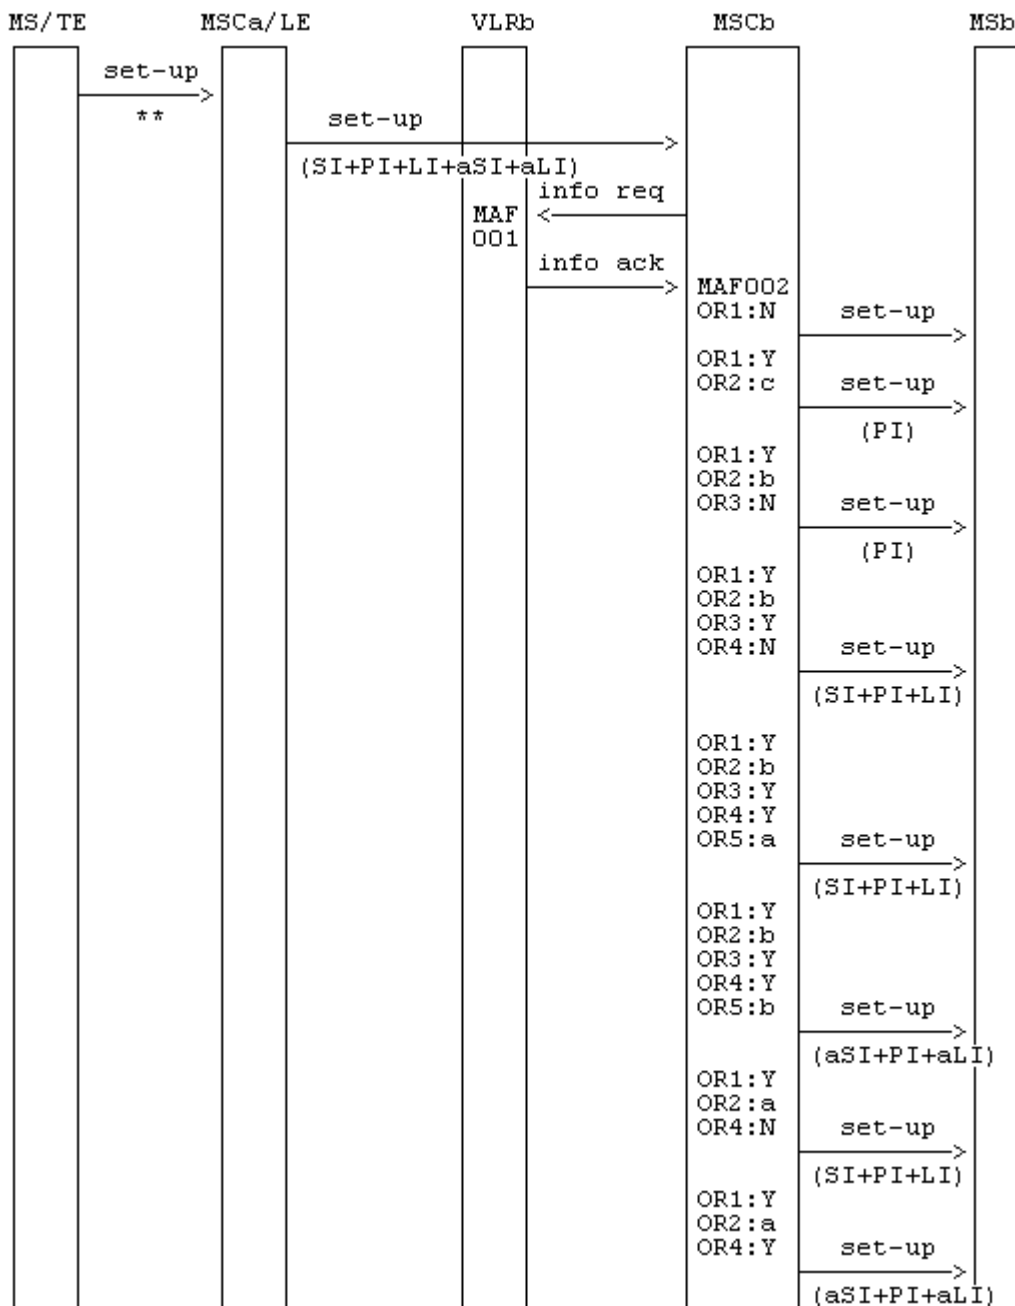 MS/TE MSCa/LE VLRb MSCb MSb
set-up
**
set-up
(SI+PI+LI+aSI+aLI)
info req
MAF
001
info ack
MAF002
OR1:N set-up
OR1:Y
OR2:c set-up
(PI)
OR1:Y
OR2:b
OR3:N set-up
(PI)
OR1:Y
OR2:b
OR3:Y
OR4:N set-up
(SI+PI+LI)
OR1:Y
OR2:b
OR3:Y
OR4:Y
OR5:a set-up
(SI+PI+LI)
OR1:Y
OR2:b
OR3:Y
OR4:Y
OR5:b set-up
(aSI+PI+aLI)
OR1:Y
OR2:a
OR4:N set-up
(SI+PI+LI)
OR1:Y
OR2:a
OR4:Y set-up
(aSI+PI+aLI)